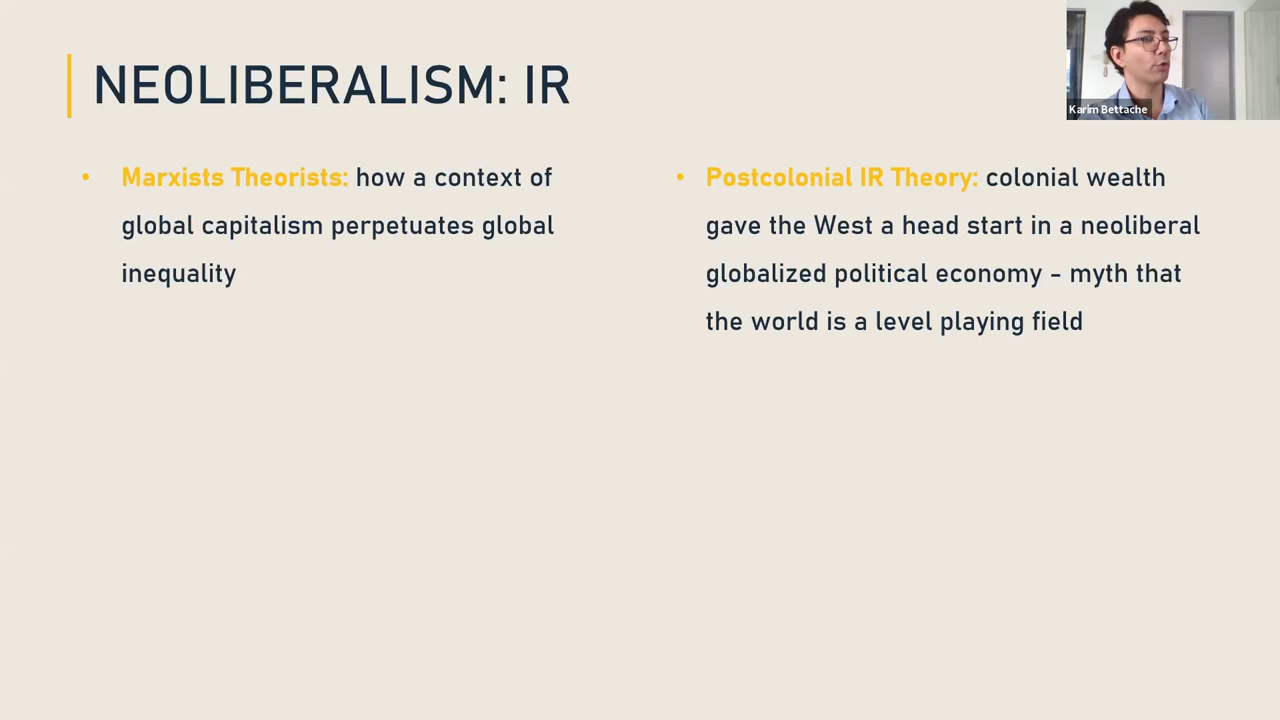 NEOLIBERALISM: IR
Karim Bettache
• Marxists Theorists: how a context of
global capitalism perpetuates global
inequality
• Postcolonial IR Theory: colonial wealth
gave the West a head start in a neoliberal
globalized political economy - myth that
the world is a level playing field